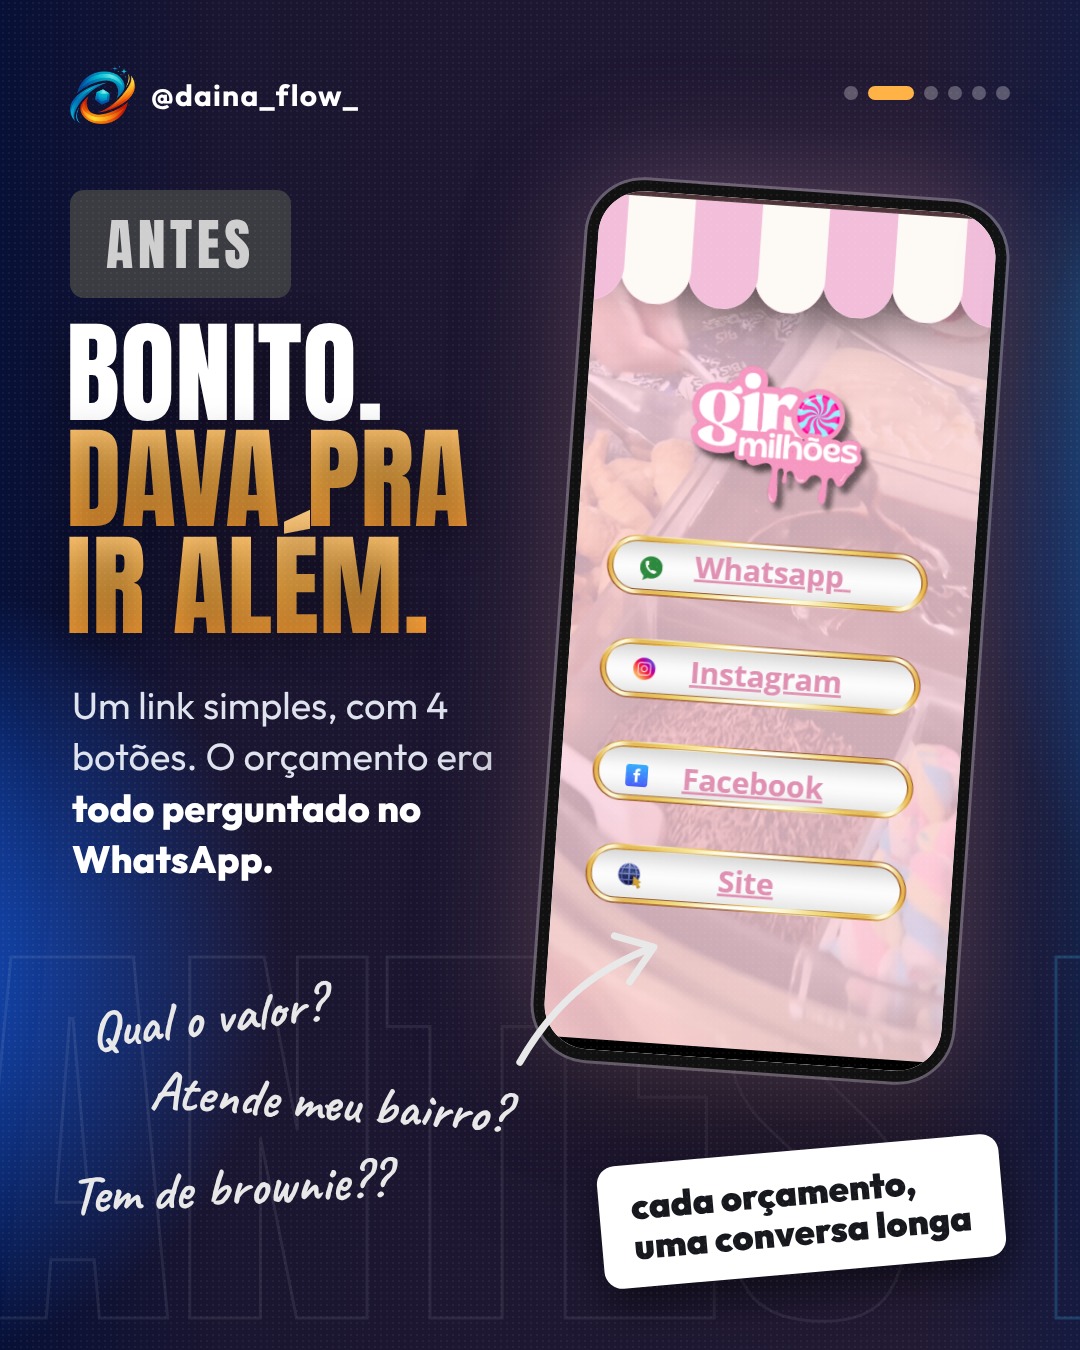 @daina_flow_
ANTES
BONITO.
DAVA PRA
IR ALÉM.
Um link simples, com 4
botões. O orçamento era
todo perguntado no
WhatsApp.
giro
milhões
Whatsapp
Instagram
Facebook
Site
Qual o valor?
Atende meu bairro?
Tem de brownie??
cada orçamento,
uma conversa longa
ANTES